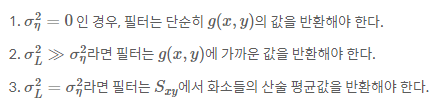 1. σ²_η = 0 인 경우, 필터는 단순히 g(x, y)의 값을 반환해야 한다.
2. σ²_L ≫ σ²_η라면 필터는 g(x, y)에 가까운 값을 반환해야 한다.
3. σ²_L = σ²_η라면 필터는 S_xy에서 화소들의 산술 평균값을 반환해야 한다.